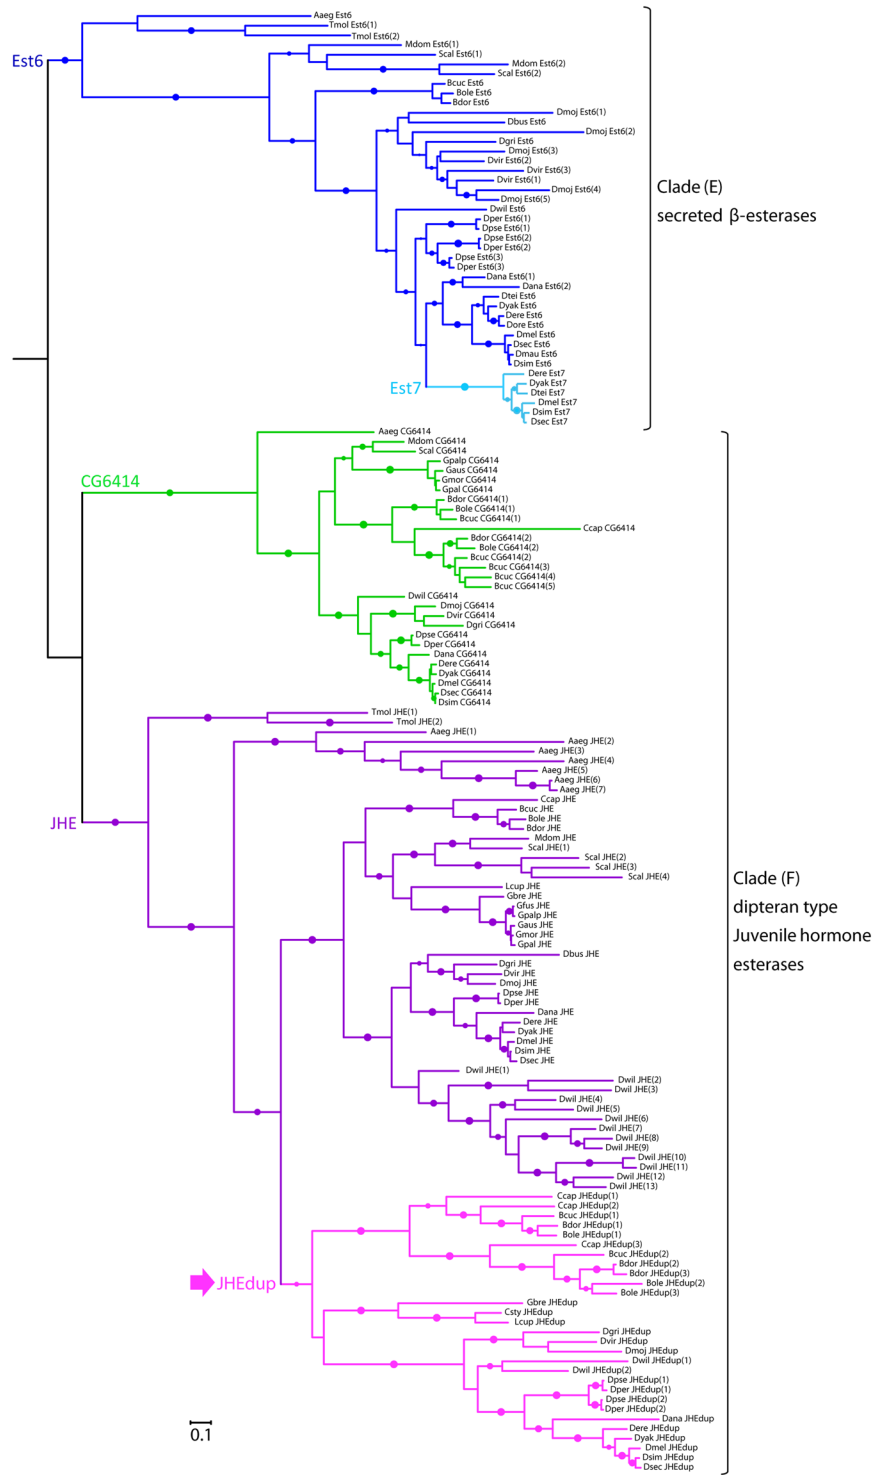 Aaeg Est6
Tmol Est6(1)
Tmol Est6(2)
Mdom Est6(1)
Scal Est6(1)
Est6
Mdom Est6(2)
Scal Est6(2)
Bcuc Est6
Bole Est6
Bdor Est6
Dmoj Est6(1)
Dbus Est6
Dmoj Est6(2)
Dgri Est6
Dmoj Est6(3)
Dvir Est6(2)
Dvir Est6(3)
Dvir Est6(1)
Dmoj Est6(4)
Dmoj Est6(5)
Clade (E)
secreted β-esterases
Dwil Est6
Dper Est6(1)
Dpse Est6(1)
Dpse Est6(2)
Dper Est6(2)
Dpse Est6(3)
Dper Est6(3)
Dana Est6(1)
Dana Est6(2)
Dtei Est6
Dyak Est6
Dere Est6
Dore Est6
Dmel Est6
Dsec Est6
Dmau Est6
Dsim Est6
Est7
Dere Est7
Dyak Est7
Dtei Est7
Dmel Est7
Dsim Est7
Dsec Est7
Aaeg CG6414
Mdom CG6414
Scal CG6414
Gpalp CG6414
Gaus CG6414
Gmor CG6414
Gpal CG6414
CG6414
Bdor CG6414(1)
Bole CG6414(1)
Bcuc CG6414(1)
Ccap CG6414
Bdor CG6414(2)
Bole CG6414(2)
Bcuc CG6414(2)
Bcuc CG6414(3)
Bcuc CG6414(4)
Bcuc CG6414(5)
Dwil CG6414
Dmoj CG6414
Dvir CG6414
Dgri CG6414
Dpse CG6414
Dper CG6414
Dana CG6414
Dere CG6414
Dyak CG6414
Dmel CG6414
Dsec CG6414
Dsim CG6414
Tmol JHE(1)
Tmol JHE(2)
Aaeg JHE(1)
Aaeg JHE(2)
Aaeg JHE(3)
Aaeg JHE(4)
Aaeg JHE(5)
Aaeg JHE(6)
Aaeg JHE(7)
JHE
Ccap JHE
Bcuc JHE
Bole JHE
Bdor JHE
Mdom JHE
Scal JHE(1)
Scal JHE(2)
Scal JHE(3)
Scal JHE(4)
Clade (F)
dipteran type
Juvenile hormone
esterases
Lcup JHE
Gbre JHE
Gfus JHE
Gpalp JHE
Gaus JHE
Gmor JHE
Gpal JHE
Dbus JHE
Dgri JHE
Dvir JHE
Dmoj JHE
Dpse JHE
Dper JHE
Dana JHE
Dere JHE
Dyak JHE
Dmel JHE
Dsim JHE
Dsec JHE
Dwil JHE(1)
Dwil JHE(2)
Dwil JHE(3)
Dwil JHE(4)
Dwil JHE(5)
Dwil JHE(6)
Dwil JHE(7)
Dwil JHE(8)
Dwil JHE(9)
Dwil JHE(10)
Dwil JHE(11)
Dwil JHE(12)
Dwil JHE(13)
Ccap JHEdup(1)
Ccap JHEdup(2)
Bcuc JHEdup(1)
Bdor JHEdup(1)
Bole JHEdup(1)
Ccap JHEdup(3)
Bcuc JHEdup(2)
Bdor JHEdup(2)
Bdor JHEdup(3)
Bole JHEdup(2)
Bole JHEdup(3)
JHEdup
Gbre JHEdup
Csty JHEdup
Lcup JHEdup
Dgri JHEdup
Dvir JHEdup
Dmoj JHEdup
Dwil JHEdup(1)
Dwil JHEdup(2)
Dpse JHEdup(1)
Dper JHEdup(1)
Dpse JHEdup(2)
Dper JHEdup(2)
Dana JHEdup
Dere JHEdup
Dyak JHEdup
Dmel JHEdup
Dsim JHEdup
Dsec JHEdup
0.1